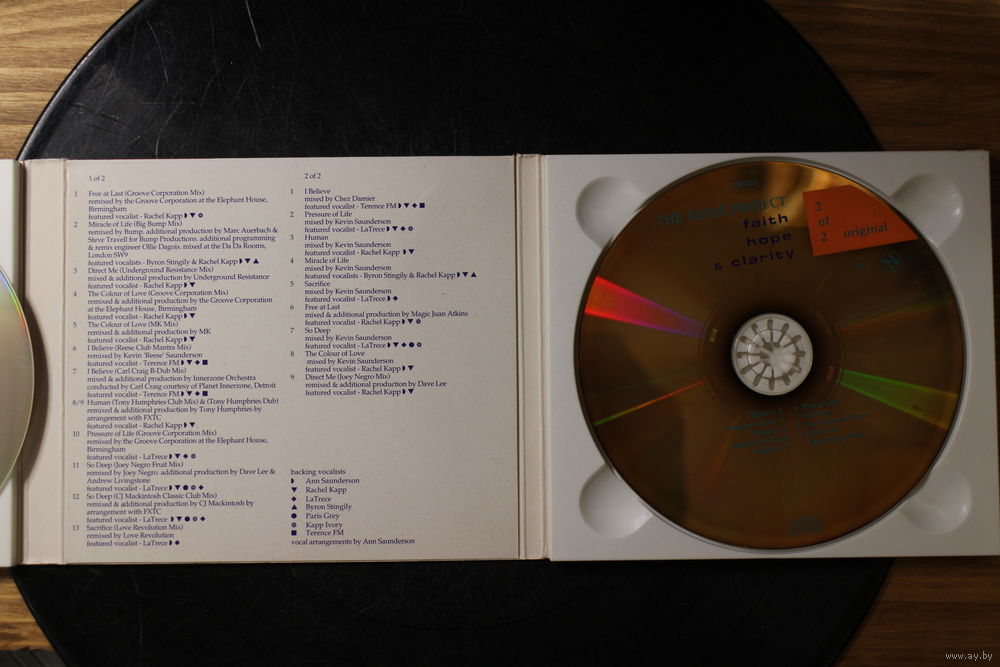 1 of 2
1 Free at Last (Groove Corporation Mix)
remixed by the Groove Corporation at the Elephant House,
Birmingham
featured vocalist - Rachel Kapp ◗ ▼ ❂
2 Miracle of Life (Big Bump Mix)
remixed by Bump. additional production by Marc Auerbach &
Steve Travell for Bump Productions. additional programming
& remix engineer Ollie Dagois. mixed at the Da Da Rooms,
London SW9
featured vocalists - Byron Stingily & Rachel Kapp ◗ ▼ ▲
3 Direct Me (Underground Resistance Mix)
mixed & additional production by Underground Resistance
featured vocalist - Rachel Kapp ◗ ▼
4 The Colour of Love (Groove Corporation Mix)
remixed & additional production by the Groove Corporation
at the Elephant House, Birmingham
featured vocalist - Rachel Kapp ◗ ▼
5 The Colour of Love (MK Mix)
remixed & additional production by MK
featured vocalist - Rachel Kapp ◗ ▼
6 I Believe (Reese Club Mantra Mix)
remixed by Kevin 'Reese' Saunderson
featured vocalist - Terence FM ◗ ▼ ◆ ■
7 I Believe (Carl Craig B-Dub Mix)
mixed & additional production by Innerzone Orchestra
conducted by Carl Craig courtesy of Planet Innerzone, Detroit
featured vocalist - Terence FM ◗ ▼ ◆ ■
8/9 Human (Tony Humphries Club Mix) & (Tony Humphries Dub)
remixed & additional production by Tony Humphries by
arrangement with FXTC
featured vocalist - Rachel Kapp ◗ ▼
10 Pressure of Life (Groove Corporation Mix)
remixed by the Groove Corporation at the Elephant House,
Birmingham
featured vocalist - LaTrece ◗ ▼ ◆ ❂
11 So Deep (Joey Negro Fruit Mix)
remixed by Joey Negro. additional production by Dave Lee &
Andrew Livingstone
featured vocalist - LaTrece ◗ ▼ ● ❂ ◆
12 So Deep (CJ Mackintosh Classic Club Mix)
remixed & additional production by CJ Mackintosh by
arrangement with FXTC
featured vocalist - LaTrece ◗ ▼ ● ❂ ◆
13 Sacrifice (Love Revolution Mix)
remixed by Love Revolution
featured vocalist - LaTrece ◗ ◆
2 of 2
1 I Believe
mixed by Chez Damier
featured vocalist - Terence FM ◗ ▼ ◆ ■
2 Pressure of Life
mixed by Kevin Saunderson
featured vocalist - LaTrece ◗ ▼ ◆ ❂
3 Human
mixed by Kevin Saunderson
featured vocalist - Rachel Kapp ◗ ▼
4 Miracle of Life
mixed by Kevin Saunderson
featured vocalists - Byron Stingily & Rachel Kapp ◗ ▼ ▲
5 Sacrifice
mixed by Kevin Saunderson
featured vocalist - LaTrece ◗ ◆
6 Free at Last
mixed & additional production by Magic Juan Atkins
featured vocalist - Rachel Kapp ◗ ▼ ❂
7 So Deep
mixed by Kevin Saunderson
featured vocalist - LaTrece ◗ ▼ ◆ ● ❂
8 The Colour of Love
mixed by Kevin Saunderson
featured vocalist - Rachel Kapp ◗ ▼
9 Direct Me (Joey Negro Mix)
remixed & additional production by Dave Lee
featured vocalist - Rachel Kapp ◗ ▼
backing vocalists
◗ Ann Saunderson
▼ Rachel Kapp
◆ LaTrece
▲ Byron Stingily
● Paris Grey
❂ Kapp Ivory
■ Terence FM
vocal arrangements by Ann Saunderson
THE REESE PROJECT
faith
hope
& clarity
2
of
2 original
I Believe 1
www.ay.by